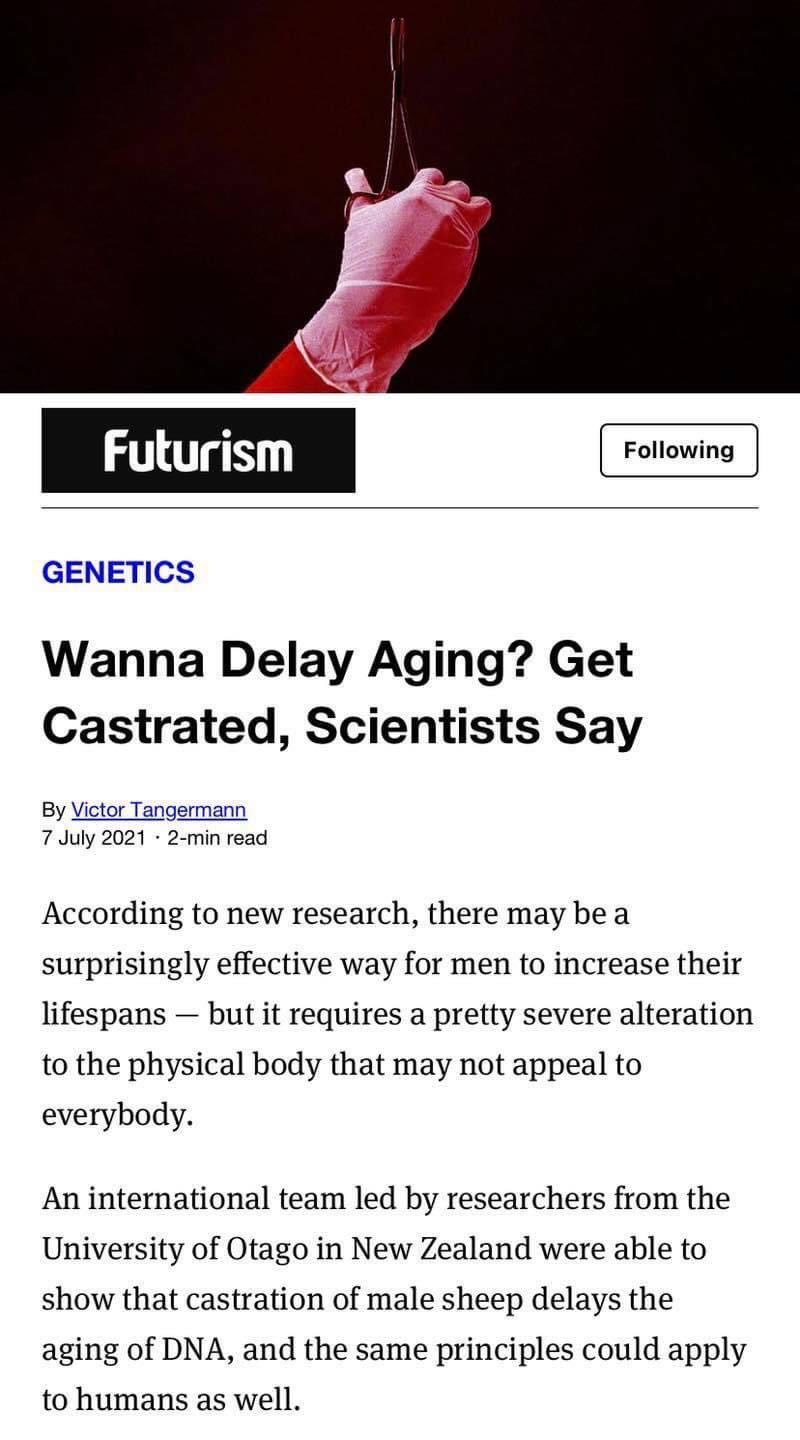 Futurism
Following
GENETICS
Wanna Delay Aging? Get
Castrated, Scientists Say
By Victor Tangermann
7 July 2021 · 2-min read
According to new research, there may be a
surprisingly effective way for men to increase their
lifespans — but it requires a pretty severe alteration
to the physical body that may not appeal to
everybody.
An international team led by researchers from the
University of Otago in New Zealand were able to
show that castration of male sheep delays the
aging of DNA, and the same principles could apply
to humans as well.